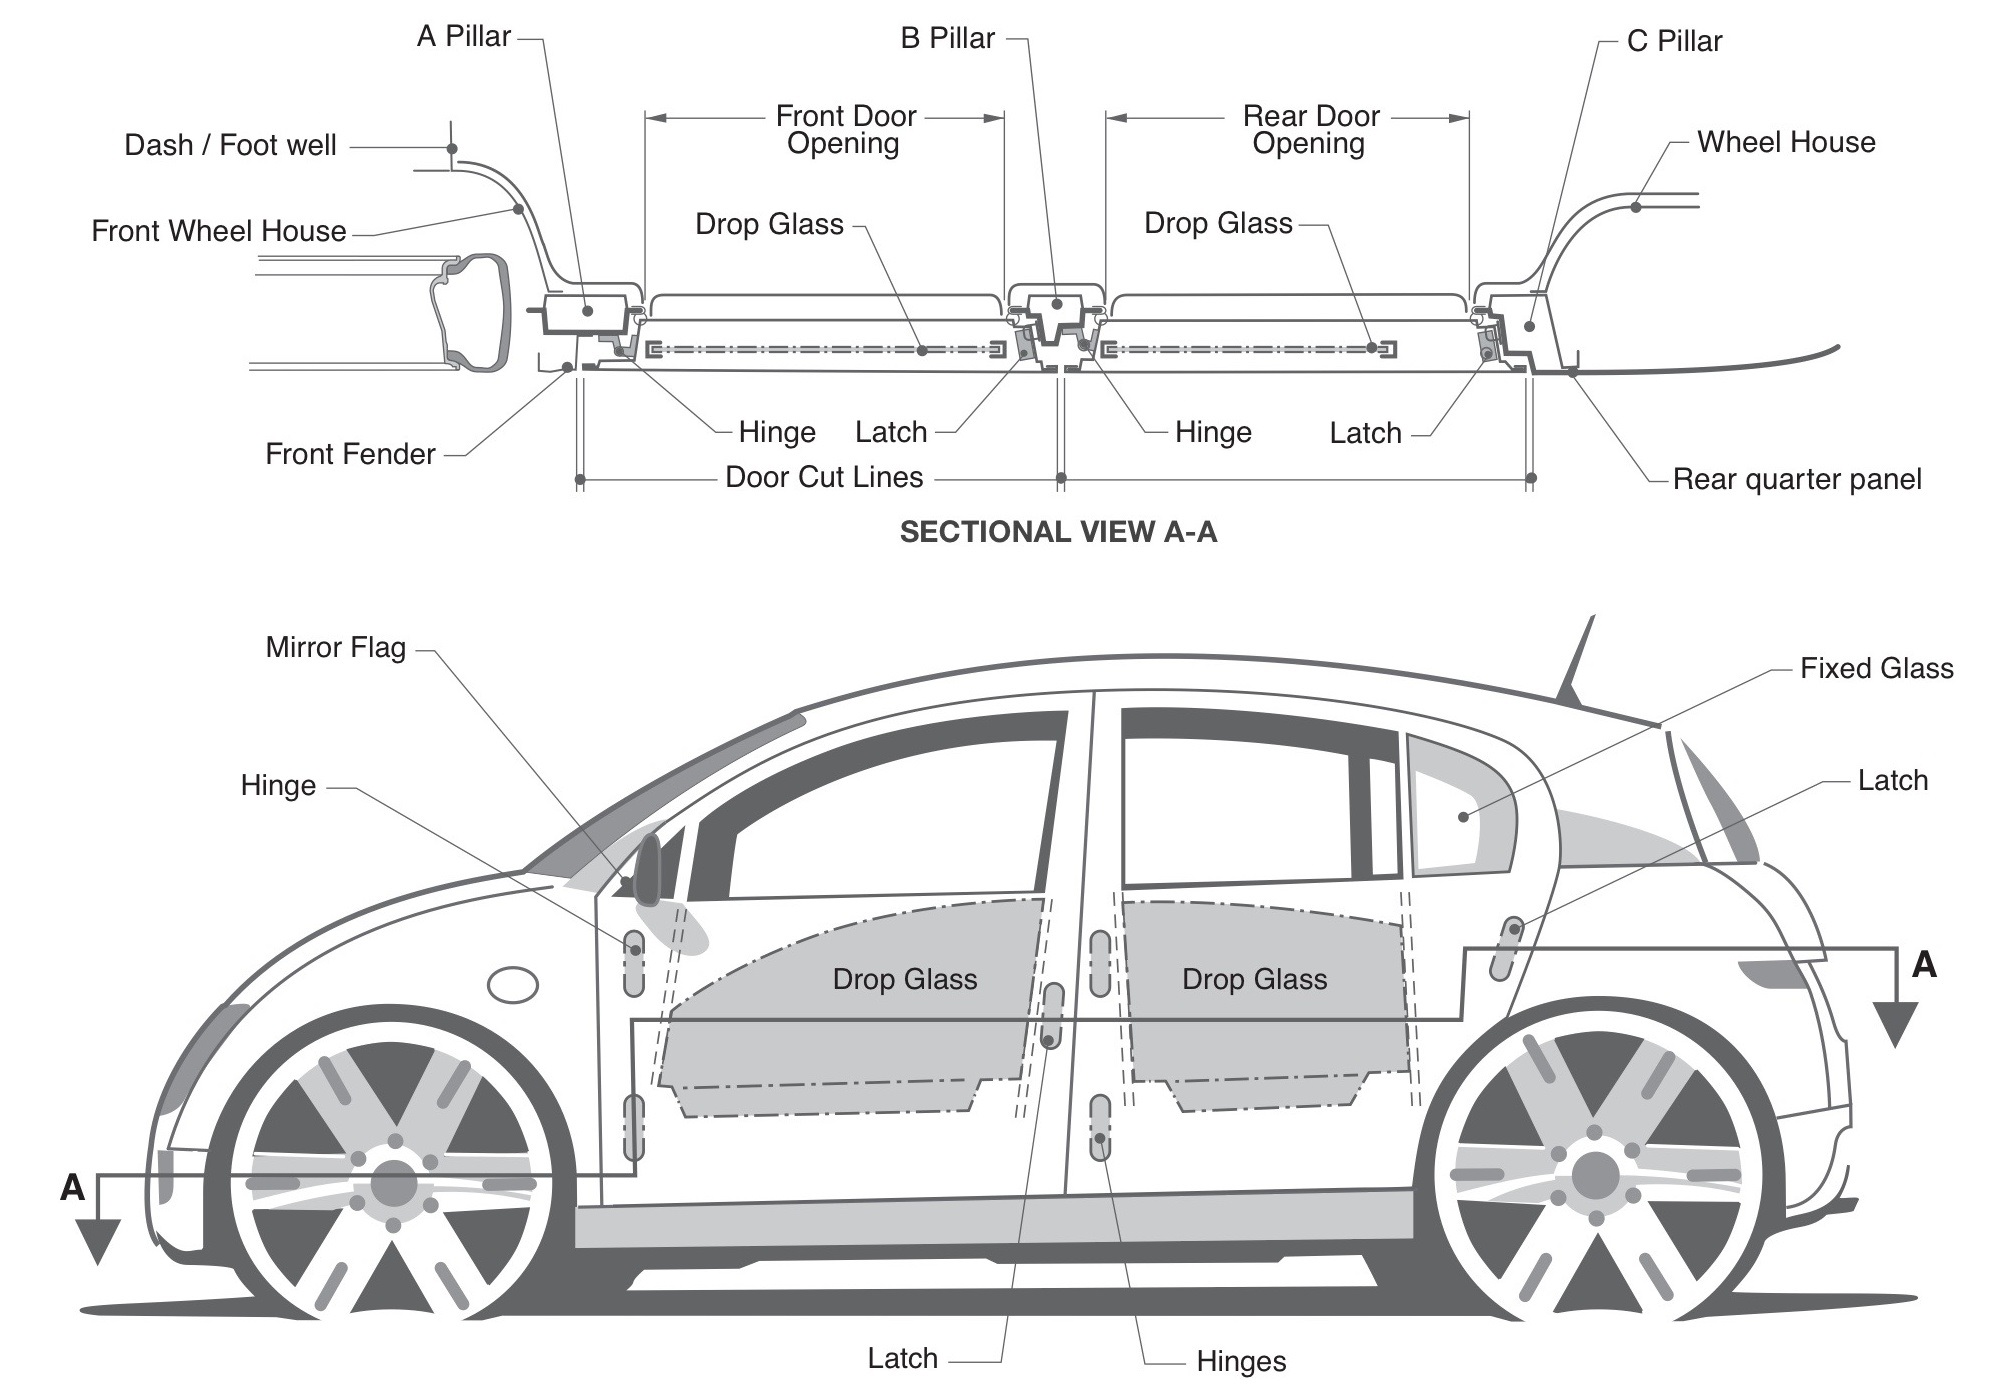 A Pillar
B Pillar
C Pillar
Front Door
Opening
Rear Door
Opening
Dash / Foot well
Wheel House
Front Wheel House
Drop Glass
Drop Glass
Hinge
Latch
Hinge
Latch
Front Fender
Door Cut Lines
Rear quarter panel
SECTIONAL VIEW A-A
Mirror Flag
Fixed Glass
Hinge
Latch
Drop Glass
Drop Glass
A
A
Latch
Hinges